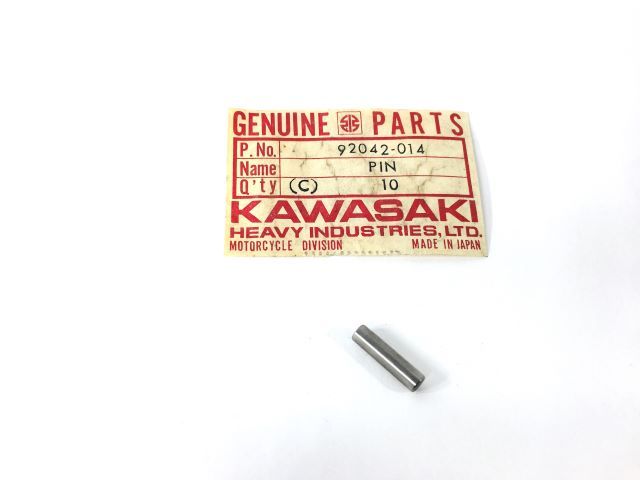 GENUINE PARTS
P. No. 92042-014
Name PIN
Q'ty (C) 10
KAWASAKI
HEAVY INDUSTRIES, LTD.
MOTORCYCLE DIVISION MADE IN JAPAN